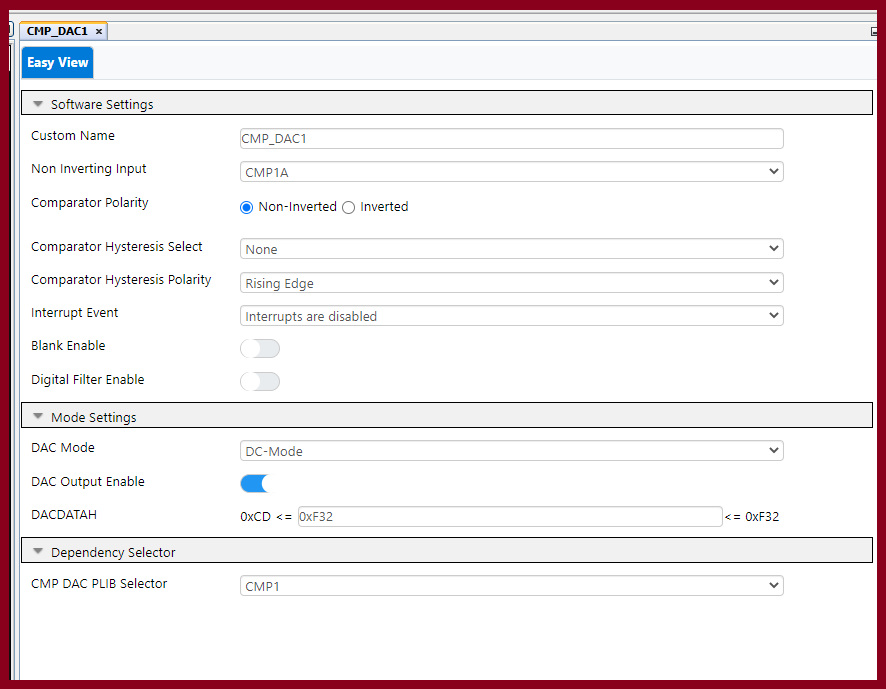 CMP_DAC1 ×
Easy View
Software Settings
Custom Name CMP_DAC1
Non Inverting Input CMP1A
Comparator Polarity Non-Inverted Inverted
Comparator Hysteresis Select None
Comparator Hysteresis Polarity Rising Edge
Interrupt Event Interrupts are disabled
Blank Enable
Digital Filter Enable
Mode Settings
DAC Mode DC-Mode
DAC Output Enable
DACDATAH 0xCD <= 0xF32 <= 0xF32
Dependency Selector
CMP DAC PLIB Selector CMP1